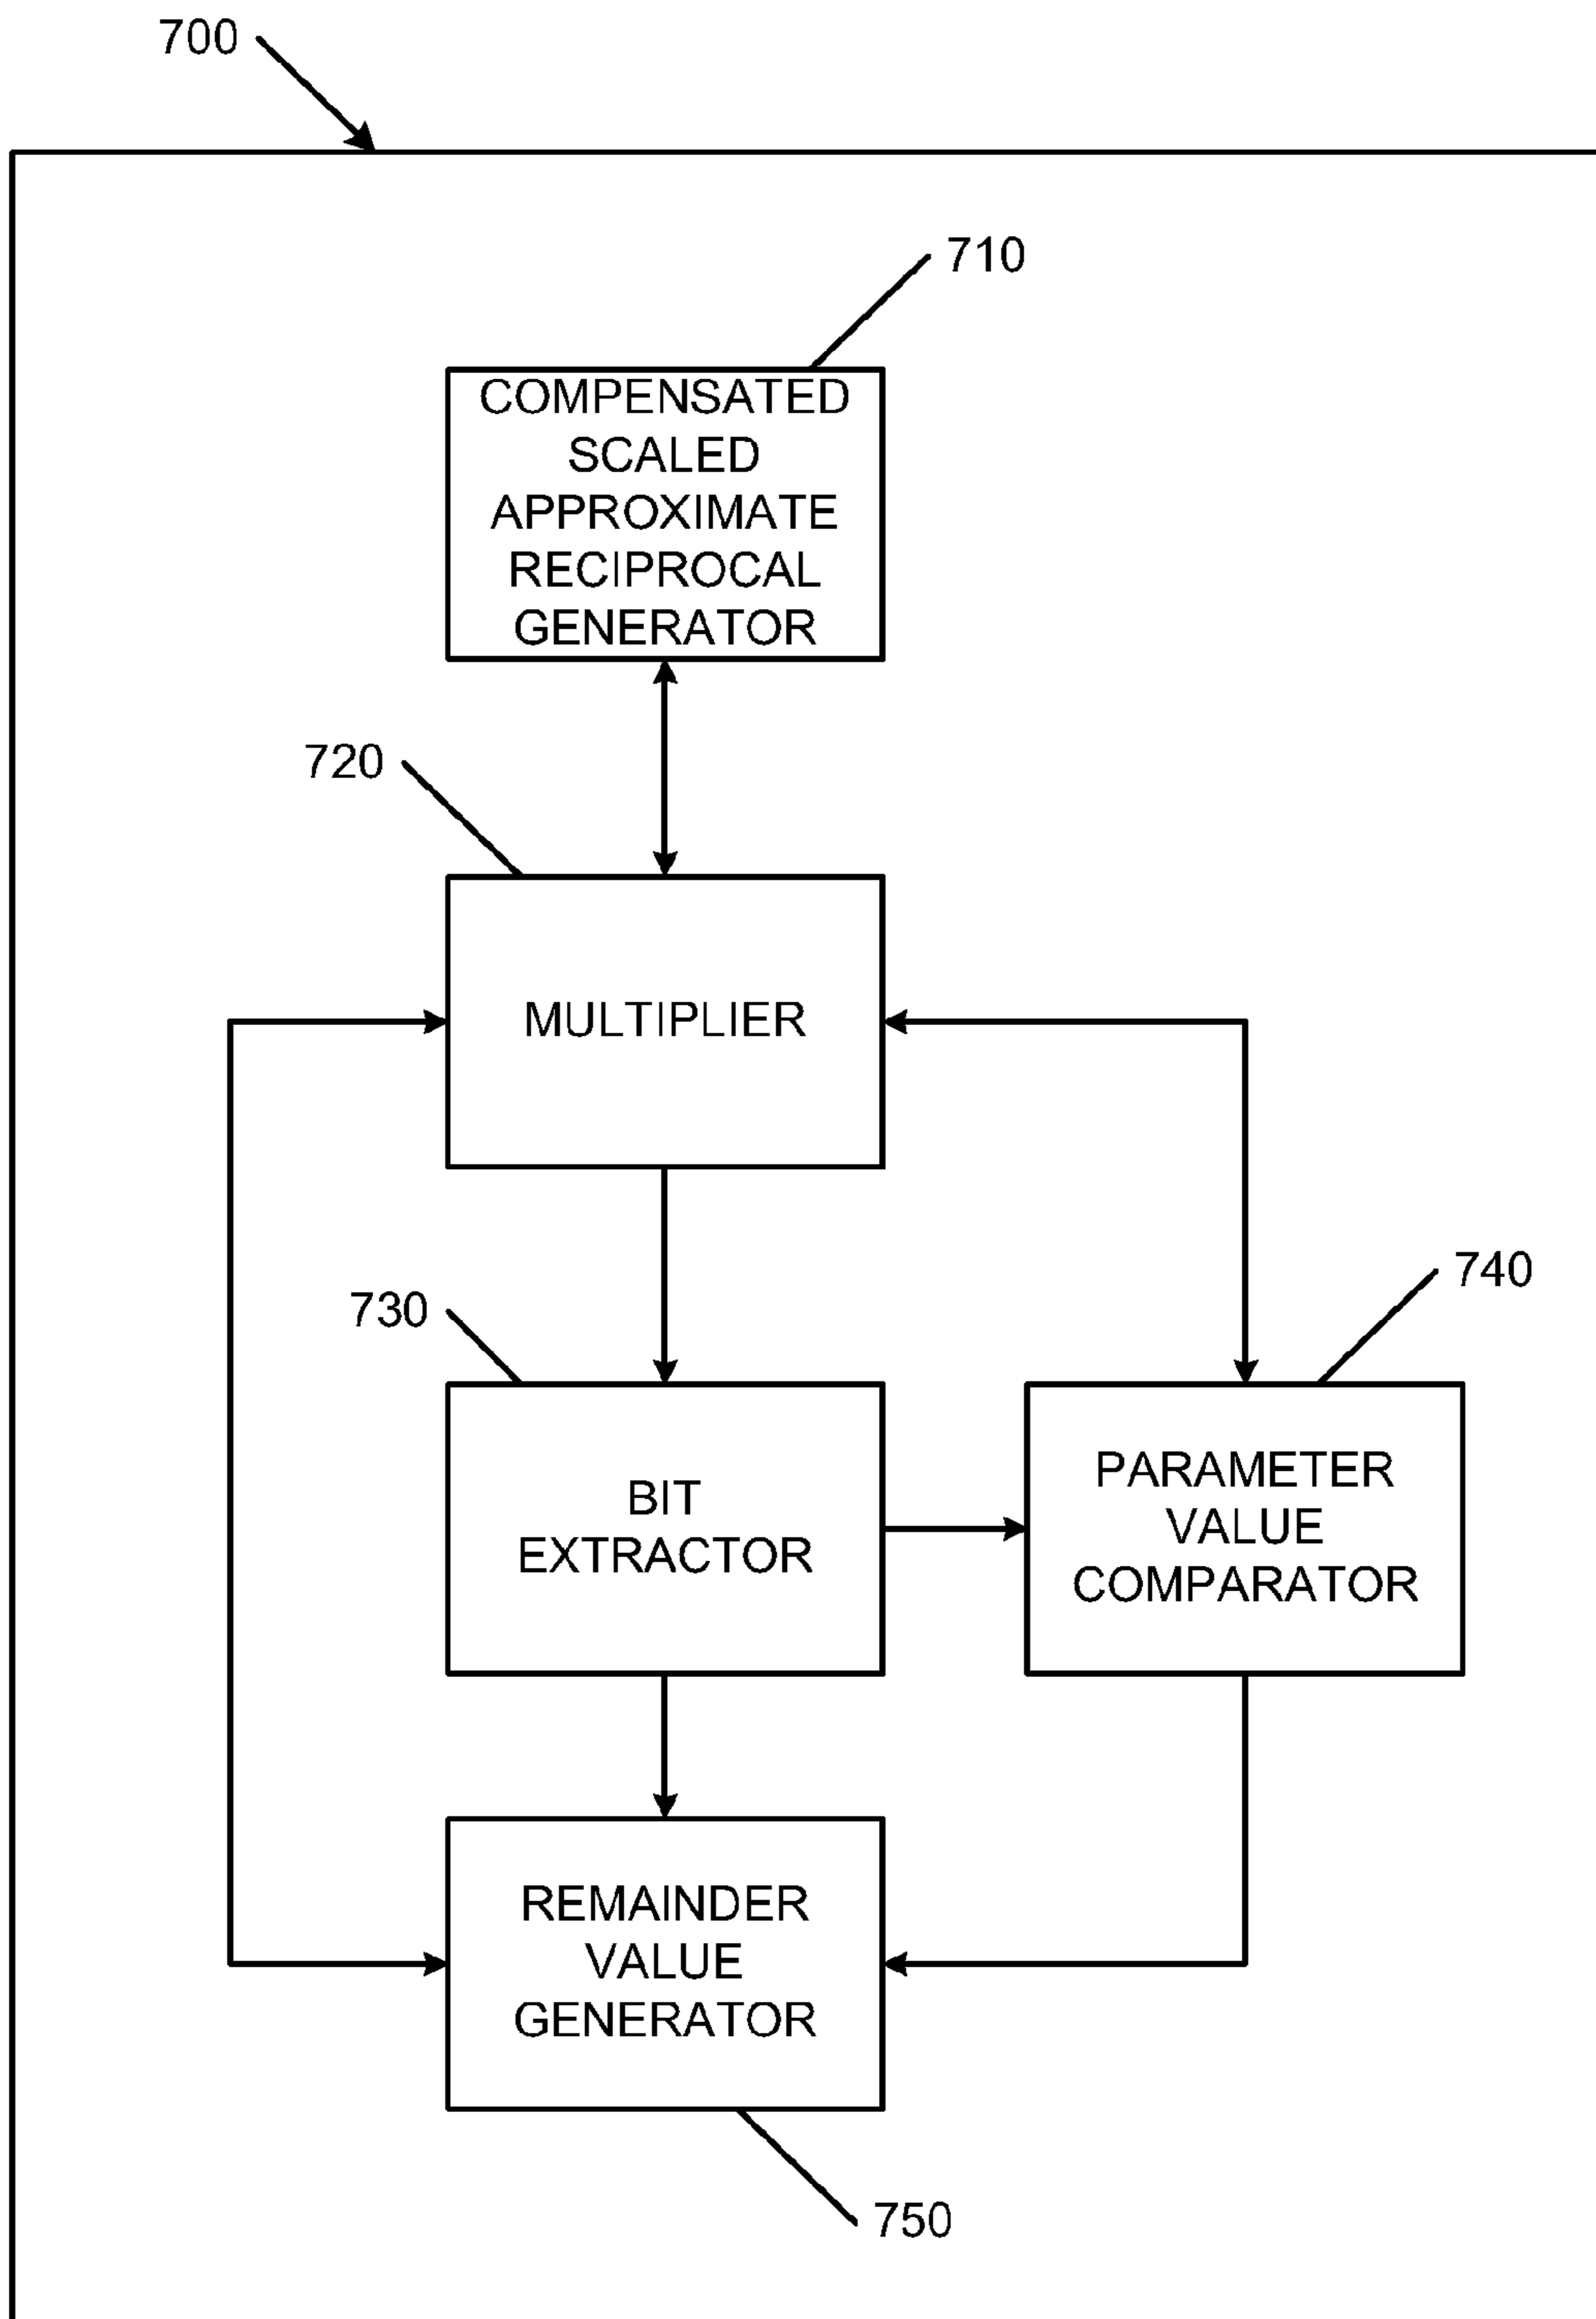 700
710
COMPENSATED
SCALED
APPROXIMATE
RECIPROCAL
GENERATOR
720
MULTIPLIER
730
740
BIT
EXTRACTOR
PARAMETER
VALUE
COMPARATOR
REMAINDER
VALUE
GENERATOR
750